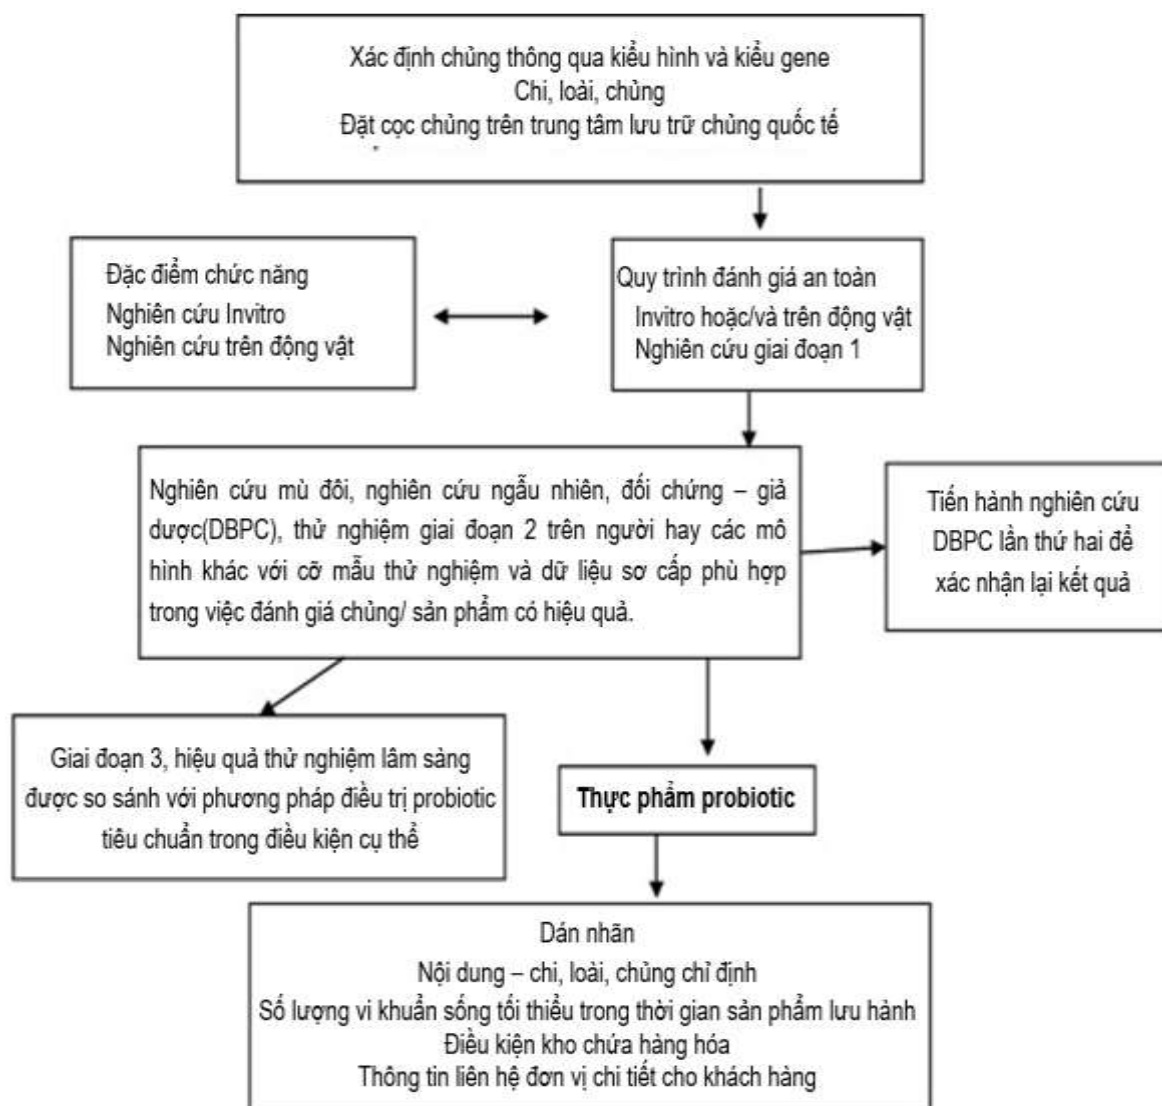 Xác định chủng thông qua kiểu hình và kiểu gene
Chi, loài, chủng
Đặt cọc chủng trên trung tâm lưu trữ chủng quốc tế
Đặc điểm chức năng
Nghiên cứu Invitro
Nghiên cứu trên động vật
Quy trình đánh giá an toàn
Invitro hoặc/và trên động vật
Nghiên cứu giai đoạn 1
Nghiên cứu mù đôi, nghiên cứu ngẫu nhiên, đối chứng – giả
dược(DBPC), thử nghiệm giai đoạn 2 trên người hay các mô
hình khác với cỡ mẫu thử nghiệm và dữ liệu sơ cấp phù hợp
trong việc đánh giá chủng/ sản phẩm có hiệu quả.
Tiến hành nghiên cứu
DBPC lần thứ hai để
xác nhận lại kết quả
Giai đoạn 3, hiệu quả thử nghiệm lâm sàng
được so sánh với phương pháp điều trị probiotic
tiêu chuẩn trong điều kiện cụ thể
Thực phẩm probiotic
Dán nhãn
Nội dung – chi, loài, chủng chỉ định
Số lượng vi khuẩn sống tối thiểu trong thời gian sản phẩm lưu hành
Điều kiện kho chứa hàng hóa
Thông tin liên hệ đơn vị chi tiết cho khách hàng